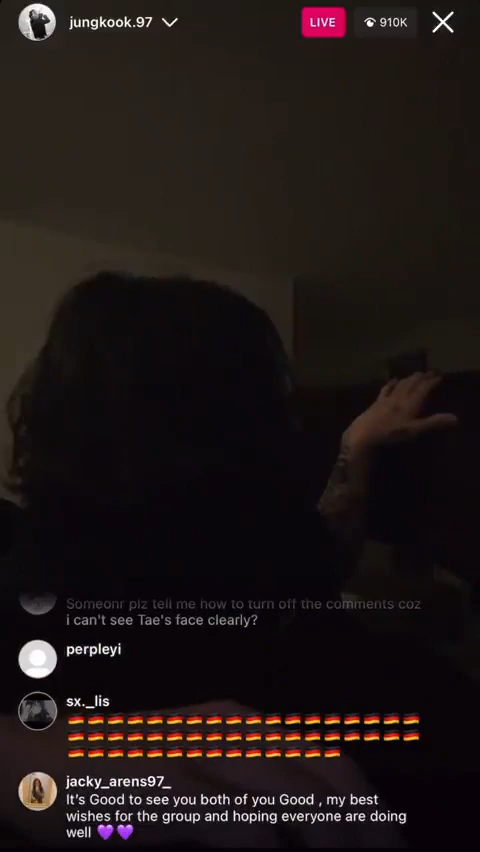 jungkook.97
LIVE
910K
Someonr plz tell me how to turn off the comments coz
i can't see Tae's face clearly?
perpleyi
sx._lis
🇩🇪🇩🇪🇩🇪🇩🇪🇩🇪🇩🇪🇩🇪🇩🇪🇩🇪🇩🇪🇩🇪🇩🇪🇩🇪🇩🇪🇩🇪🇩🇪🇩🇪🇩🇪
🇩🇪🇩🇪🇩🇪🇩🇪🇩🇪🇩🇪🇩🇪🇩🇪🇩🇪🇩🇪🇩🇪🇩🇪🇩🇪🇩🇪🇩🇪🇩🇪🇩🇪🇩🇪
🇩🇪🇩🇪🇩🇪🇩🇪🇩🇪🇩🇪🇩🇪🇩🇪🇩🇪🇩🇪🇩🇪🇩🇪🇩🇪🇩🇪
jacky_arens97_
It's Good to see you both of you Good , my best
wishes for the group and hoping everyone are doing
well 💜💜